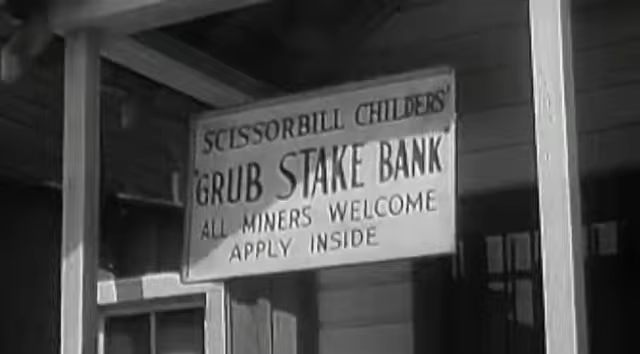 SCISSORBILL CHILDERS'
'GRUB STAKE BANK'
ALL MINERS WELCOME
APPLY INSIDE